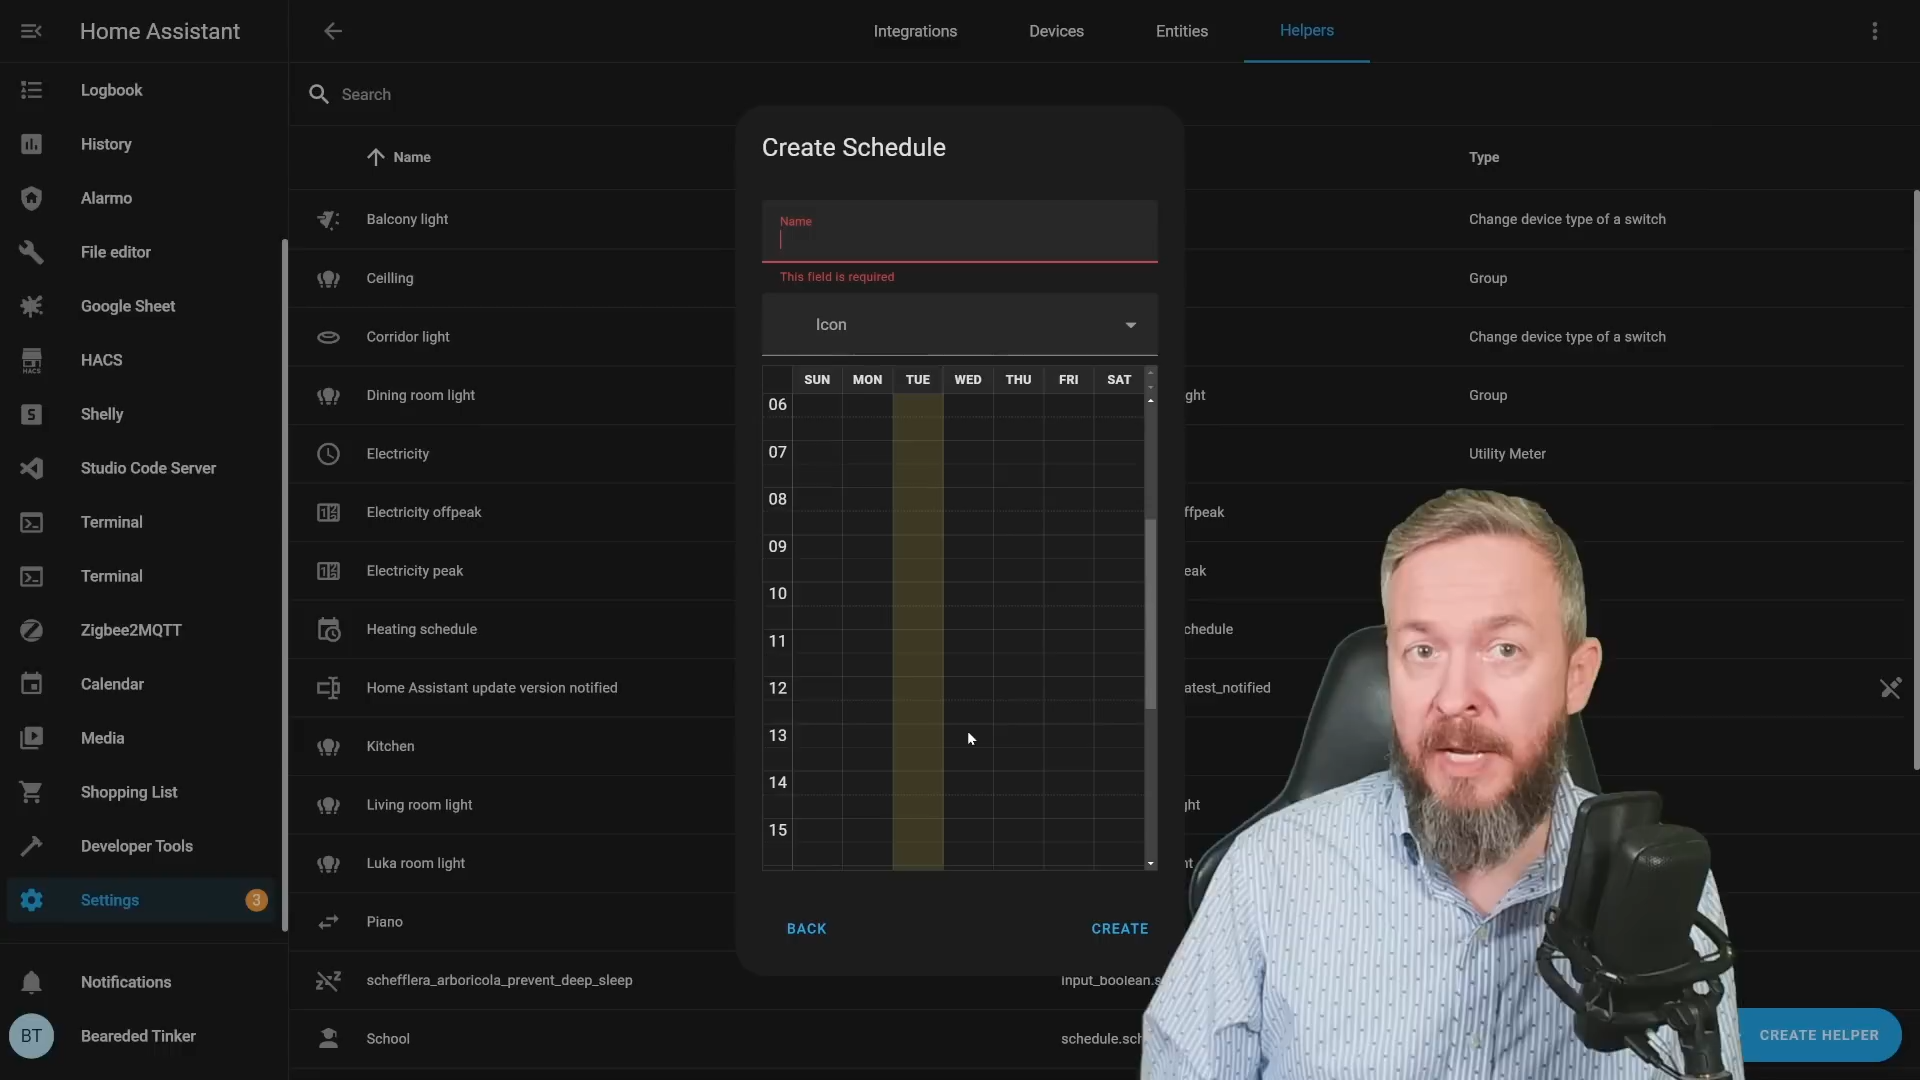 Home Assistant
Integrations
Devices
Entities
Helpers
Logbook
History
Alarmo
File editor
Google Sheet
HACS
HACS
Shelly
Studio Code Server
Terminal
Terminal
Zigbee2MQTT
Calendar
Media
Shopping List
Developer Tools
Settings
3
Notifications
BT
Bearded Tinker
Search
Name
Type
Balcony light
Change device type of a switch
Ceilling
Group
Corridor light
Change device type of a switch
Dining room light
ght
Group
Electricity
Utility Meter
Electricity offpeak
ffpeak
Electricity peak
eak
Heating schedule
chedule
Home Assistant update version notified
atest_notified
Kitchen
Living room light
ght
Luka room light
nt
Piano
schefflera_arboricola_prevent_deep_sleep
input_boolean.s
School
schedule.sch
Create Schedule
Name
This field is required
Icon
SUN MON TUE WED THU FRI SAT
06
07
08
09
10
11
12
13
14
15
BACK
CREATE
CREATE HELPER